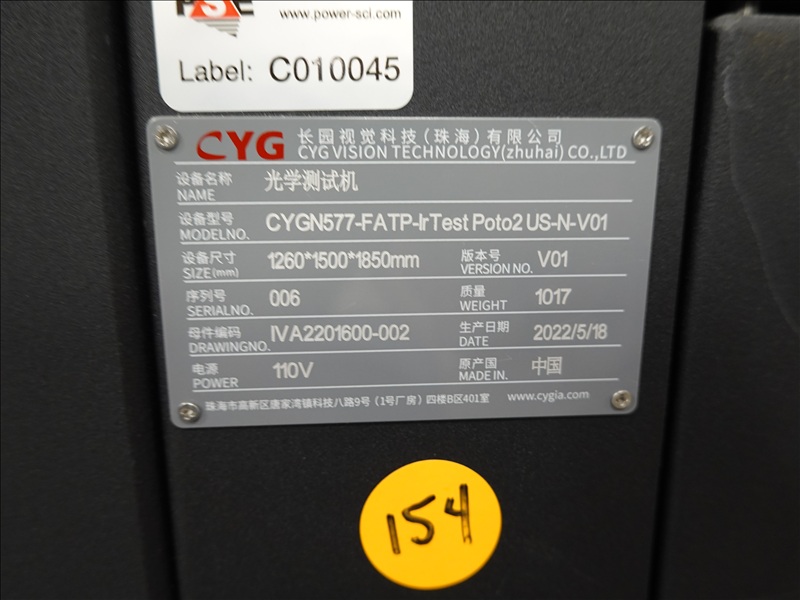 PSE www.power-sci.com
Label: C010045
CYG 长园视觉科技(珠海)有限公司
CYG VISION TECHNOLOGY(zhuhai) CO.,LTD
设备名称 光学测试机
NAME
设备型号 CYGN577-FATP-IrTest Poto2 US-N-V01
MODELNO.
设备尺寸 1260*1500*1850mm 版本号 V01
SIZE(mm) VERSION NO.
序列号 006 质量 1017
SERIALNO. WEIGHT
母件编码 IVA2201600-002 生产日期 2022/5/18
DRAWINGNO. DATE
电源 110V 原产国 中国
POWER MADE IN.
珠海市高新区唐家湾镇科技八路9号(1号厂房)四楼B区401室 www.cygia.com
154